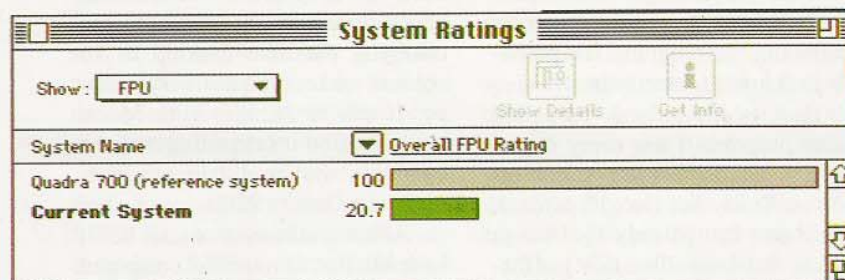 System Ratings
Show: FPU
Show Details Get Info
System Name Overall FPU Rating
Quadra 700 (reference system) 100
Current System 20.7